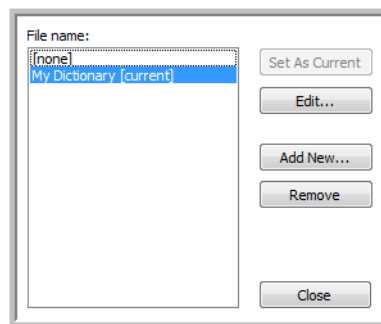 File name:
[none]
My Dictionary [current]
Set As Current
Edit...
Add New...
Remove
Close